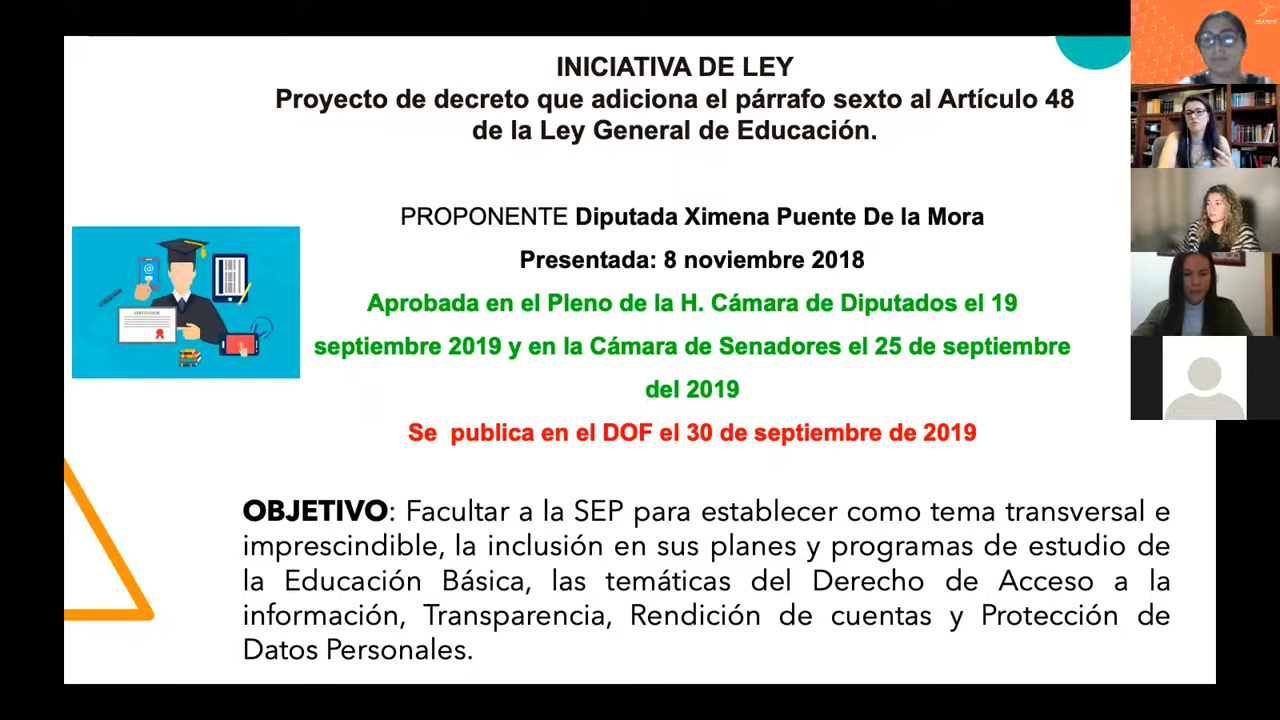 INICIATIVA DE LEY
Proyecto de decreto que adiciona el párrafo sexto al Artículo 48
de la Ley General de Educación.
PROPONENTE Diputada Ximena Puente De la Mora
Presentada: 8 noviembre 2018
Aprobada en el Pleno de la H. Cámara de Diputados el 19
septiembre 2019 y en la Cámara de Senadores el 25 de septiembre
del 2019
Se publica en el DOF el 30 de septiembre de 2019
OBJETIVO: Facultar a la SEP para establecer como tema transversal e
imprescindible, la inclusión en sus planes y programas de estudio de
la Educación Básica, las temáticas del Derecho de Acceso a la
información, Transparencia, Rendición de cuentas y Protección de
Datos Personales.